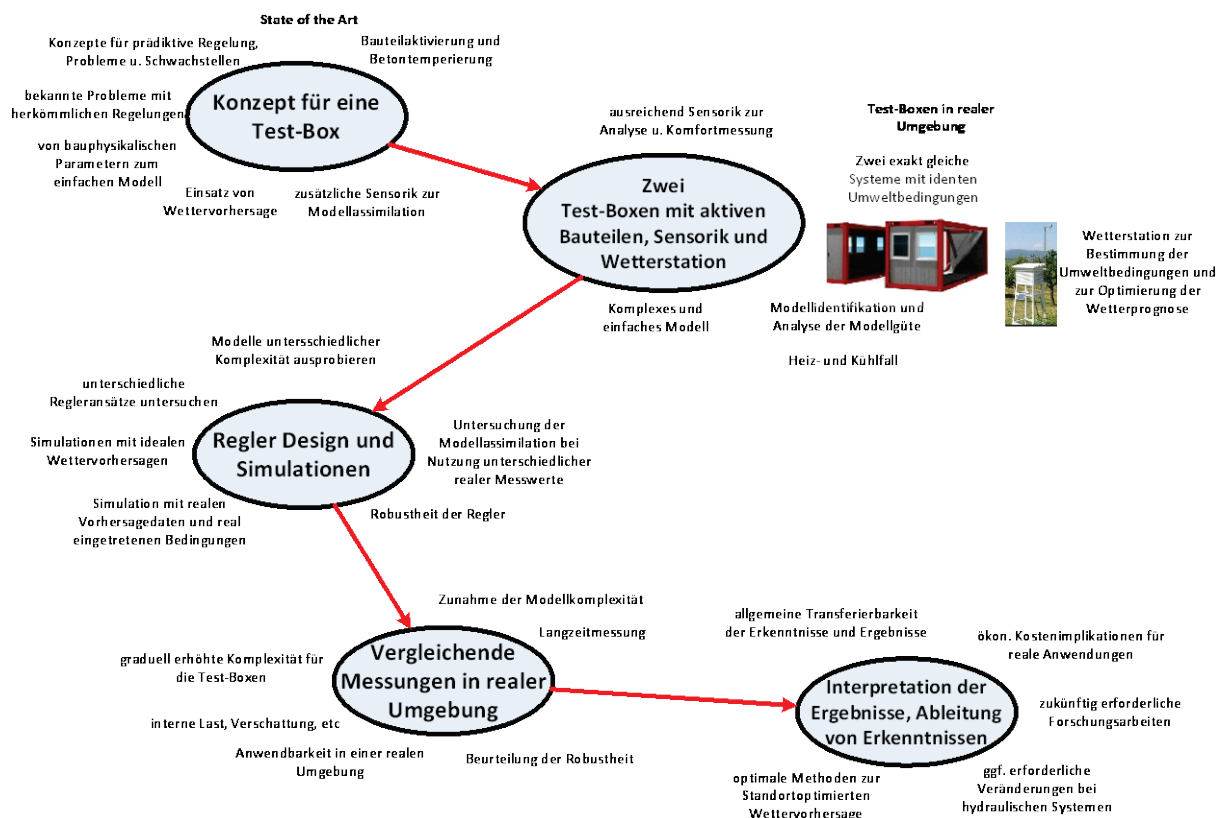 State of the Art
Konzepte für prädiktive Regelung,
Probleme u. Schwachstellen
Bauteilaktivierung und
Betontemperierung
bekannte Probleme mit
herkömmlichen Regelungen
Konzept für eine
Test-Box
von bauphysikalischen
Parametern zum
einfachen Modell
Einsatz von
Wettervorhersage
zusätzliche Sensorik zur
Modellassimilation
ausreichend Sensorik zur
Analyse u. Komfortmessung
Zwei
Test-Boxen mit aktiven
Bauteilen, Sensorik und
Wetterstation
Test-Boxen in realer
Umgebung
Zwei exakt gleiche
Systeme mit identen
Umweltbedingungen
Wetterstation zur
Bestimmung der
Umweltbedingungen und
zur Optimierung der
Wetterprognose
Komplexes und
einfaches Modell
Modellidentifikation und
Analyse der Modellgüte
Heiz- und Kühlfall
Modelle untersschiedlicher
Komplexität ausprobieren
unterschiedliche
Regleransätze untersuchen
Simulationen mit idealen
Wettervorhersagen
Regler Design und
Simulationen
Untersuchung der
Modellassimilation bei
Nutzung unterschiedlicher
realer Messwerte
Simulation mit realen
Vorhersagedaten und real
eingetretenen Bedingungen
Robustheit der Regler
Zunahme der Modellkomplexität
Langzeitmessung
graduell erhöhte Komplexität für
die Test-Boxen
Vergleichende
Messungen in realer
Umgebung
interne Last, Verschattung, etc
Anwendbarkeit in einer realen
Umgebung
Beurteilung der Robustheit
allgemeine Transferierbarkeit
der Erkenntnisse und Ergebnisse
ökon. Kostenimplikationen für
reale Anwendungen
Interpretation der
Ergebnisse, Ableitung
von Erkenntnissen
zukünftig erforderliche
Forschungsarbeiten
optimale Methoden zur
Standortoptimierten
Wettervorhersage
ggf. erforderliche
Veränderungen bei
hydraulischen Systemen